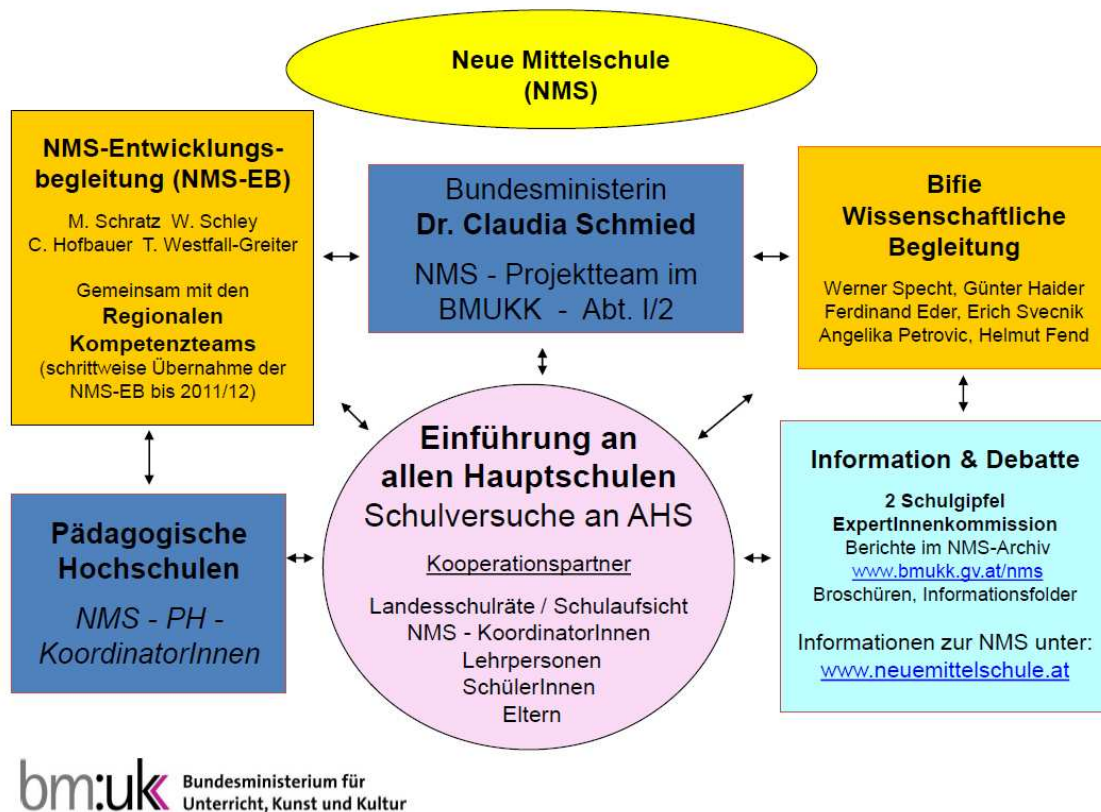 Neue Mittelschule
(NMS)
NMS-Entwicklungs-
begleitung (NMS-EB)
M. Schratz  W. Schley
C. Hofbauer  T. Westfall-Greiter
Gemeinsam mit den
Regionalen
Kompetenzteams
(schrittweise Übernahme der
NMS-EB bis 2011/12)
Bundesministerin
Dr. Claudia Schmied
NMS - Projektteam im
BMUKK  -  Abt. I/2
Bifie
Wissenschaftliche
Begleitung
Werner Specht, Günter Haider
Ferdinand Eder, Erich Svecnik
Angelika Petrovic, Helmut Fend
Pädagogische
Hochschulen
NMS - PH -
KoordinatorInnen
Einführung an
allen Hauptschulen
Schulversuche an AHS
Kooperationspartner
Landesschulräte / Schulaufsicht
NMS - KoordinatorInnen
Lehrpersonen
SchülerInnen
Eltern
Information & Debatte
2 Schulgipfel
ExpertInnenkommission
Berichte im NMS-Archiv
www.bmukk.gv.at/nms
Broschüren, Informationsfolder
Informationen zur NMS unter:
www.neuemittelschule.at
bm:uk Bundesministerium für
Unterricht, Kunst und Kultur